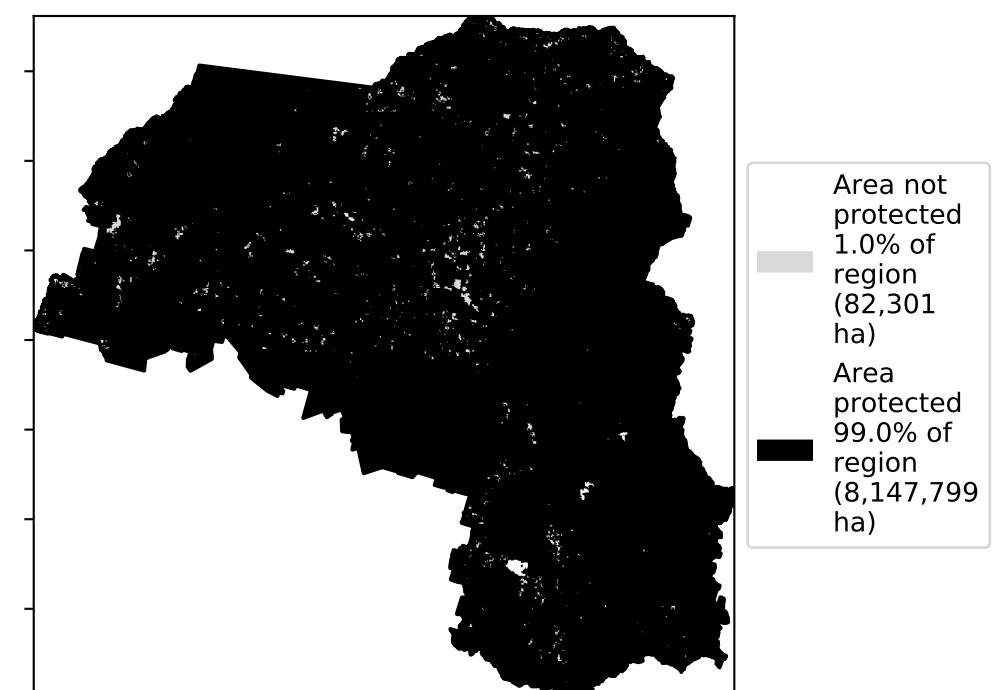 Area not
protected
1.0% of
region
(82,301
ha)
Area
protected
99.0% of
region
(8,147,799
ha)